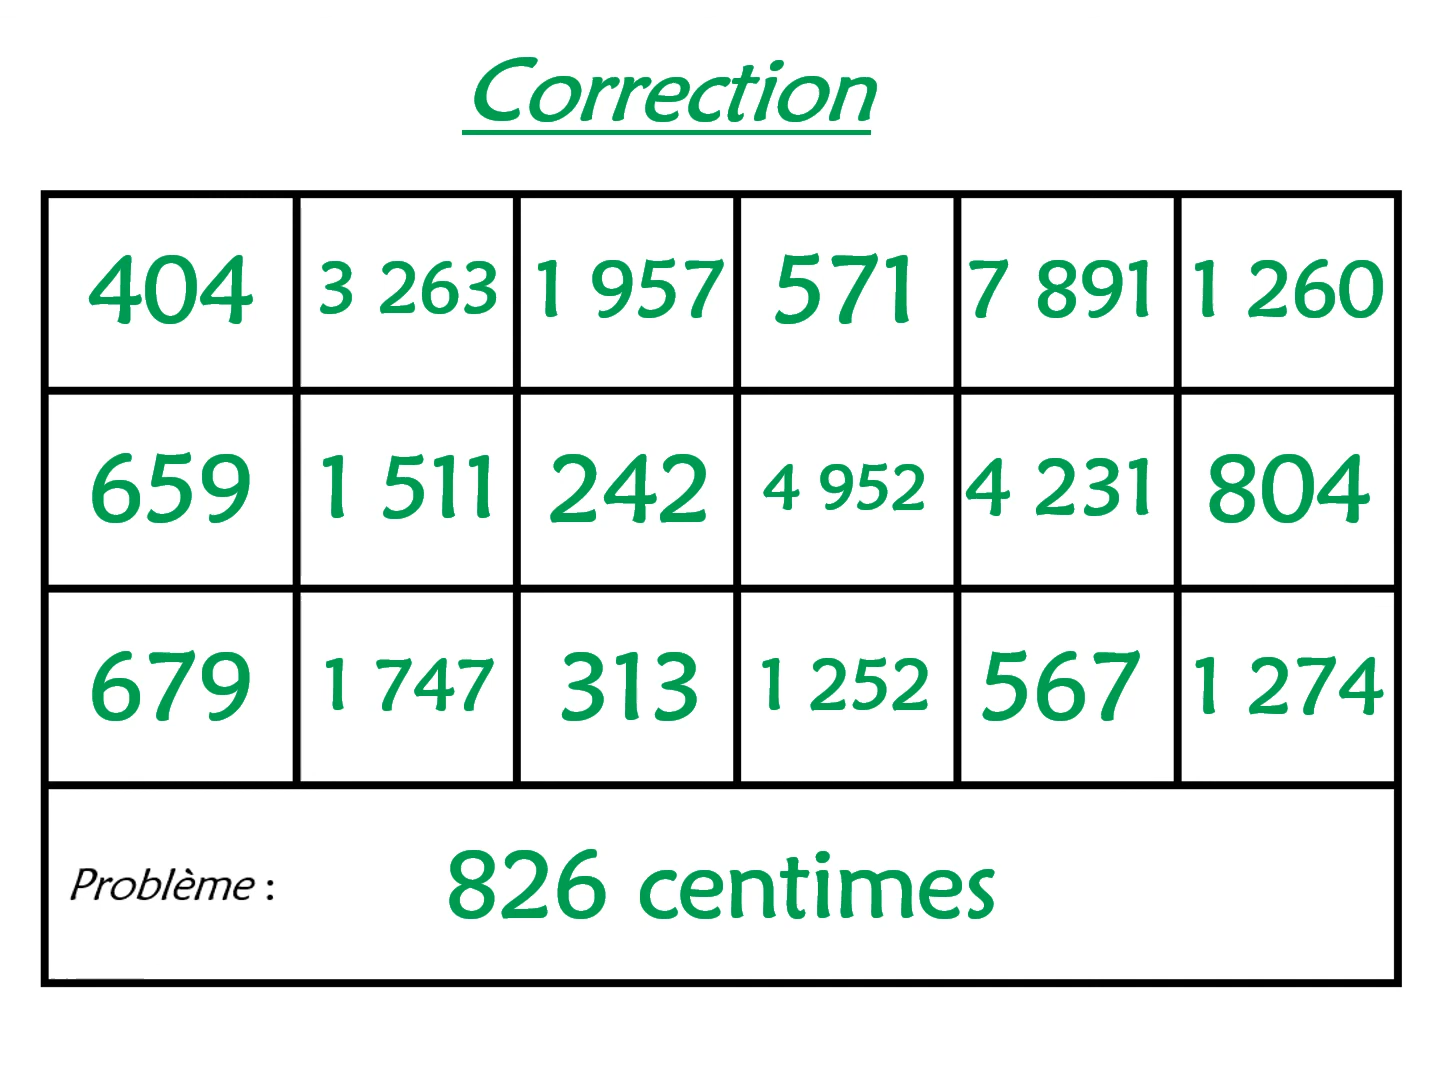 Correction
404 3 263 1 957 571 7 891 1 260
659 1 511 242 4 952 4 231 804
679 1 747 313 1 252 567 1 274
Problème : 826 centimes